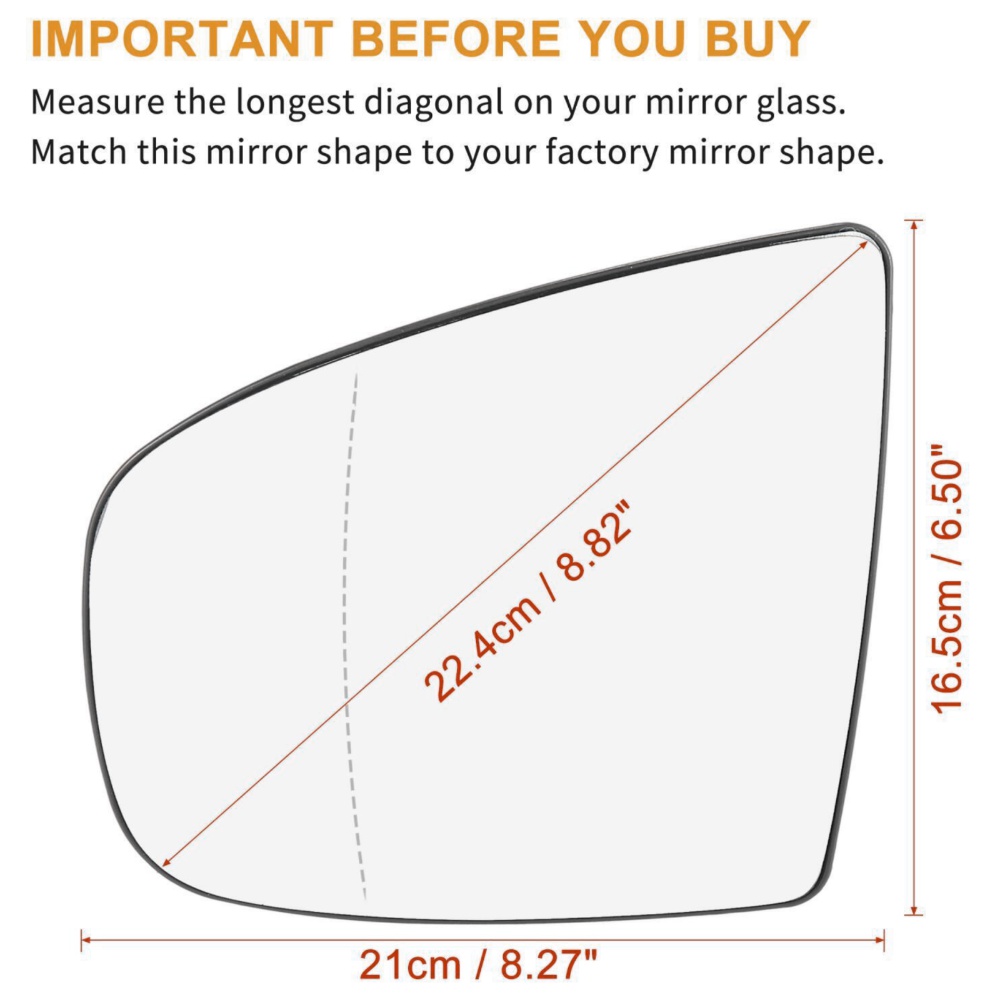 IMPORTANT BEFORE YOU BUY
Measure the longest diagonal on your mirror glass.
Match this mirror shape to your factory mirror shape.
22.4cm / 8.82"
16.5cm / 6.50"
21cm / 8.27"